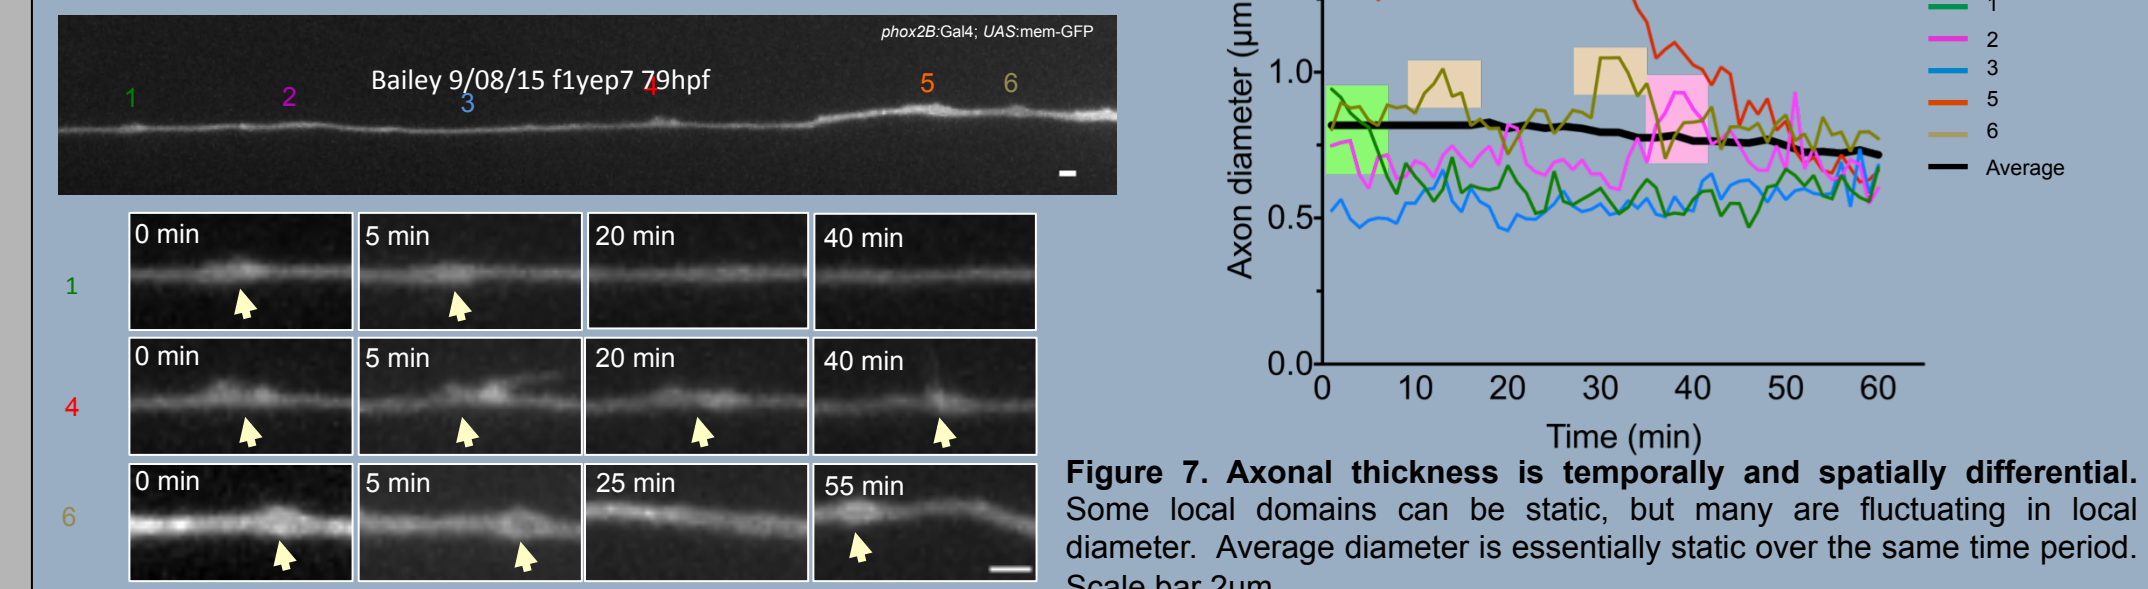 phox2B:Gal4; UAS:mem-GFP
Bailey 9/08/15 f1yep7 79hpf
1
2
3
4
5
6
0 min
5 min
20 min
40 min
1
0 min
5 min
20 min
40 min
4
0 min
5 min
25 min
55 min
6
Axon diameter (µm
1.0
0.5
0.0
0 10 20 30 40 50 60
Time (min)
1
2
3
5
6
Average
Figure 7. Axonal thickness is temporally and spatially differential.
Some local domains can be static, but many are fluctuating in local
diameter. Average diameter is essentially static over the same time period.
Scale bar 2um